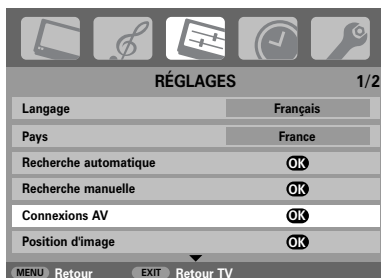 RÉGLAGES 1/2
Langage Français
Pays France
Recherche automatique OK
Recherche manuelle OK
Connexions AV OK
Position d'image OK
MENU Retour EXIT Retour TV